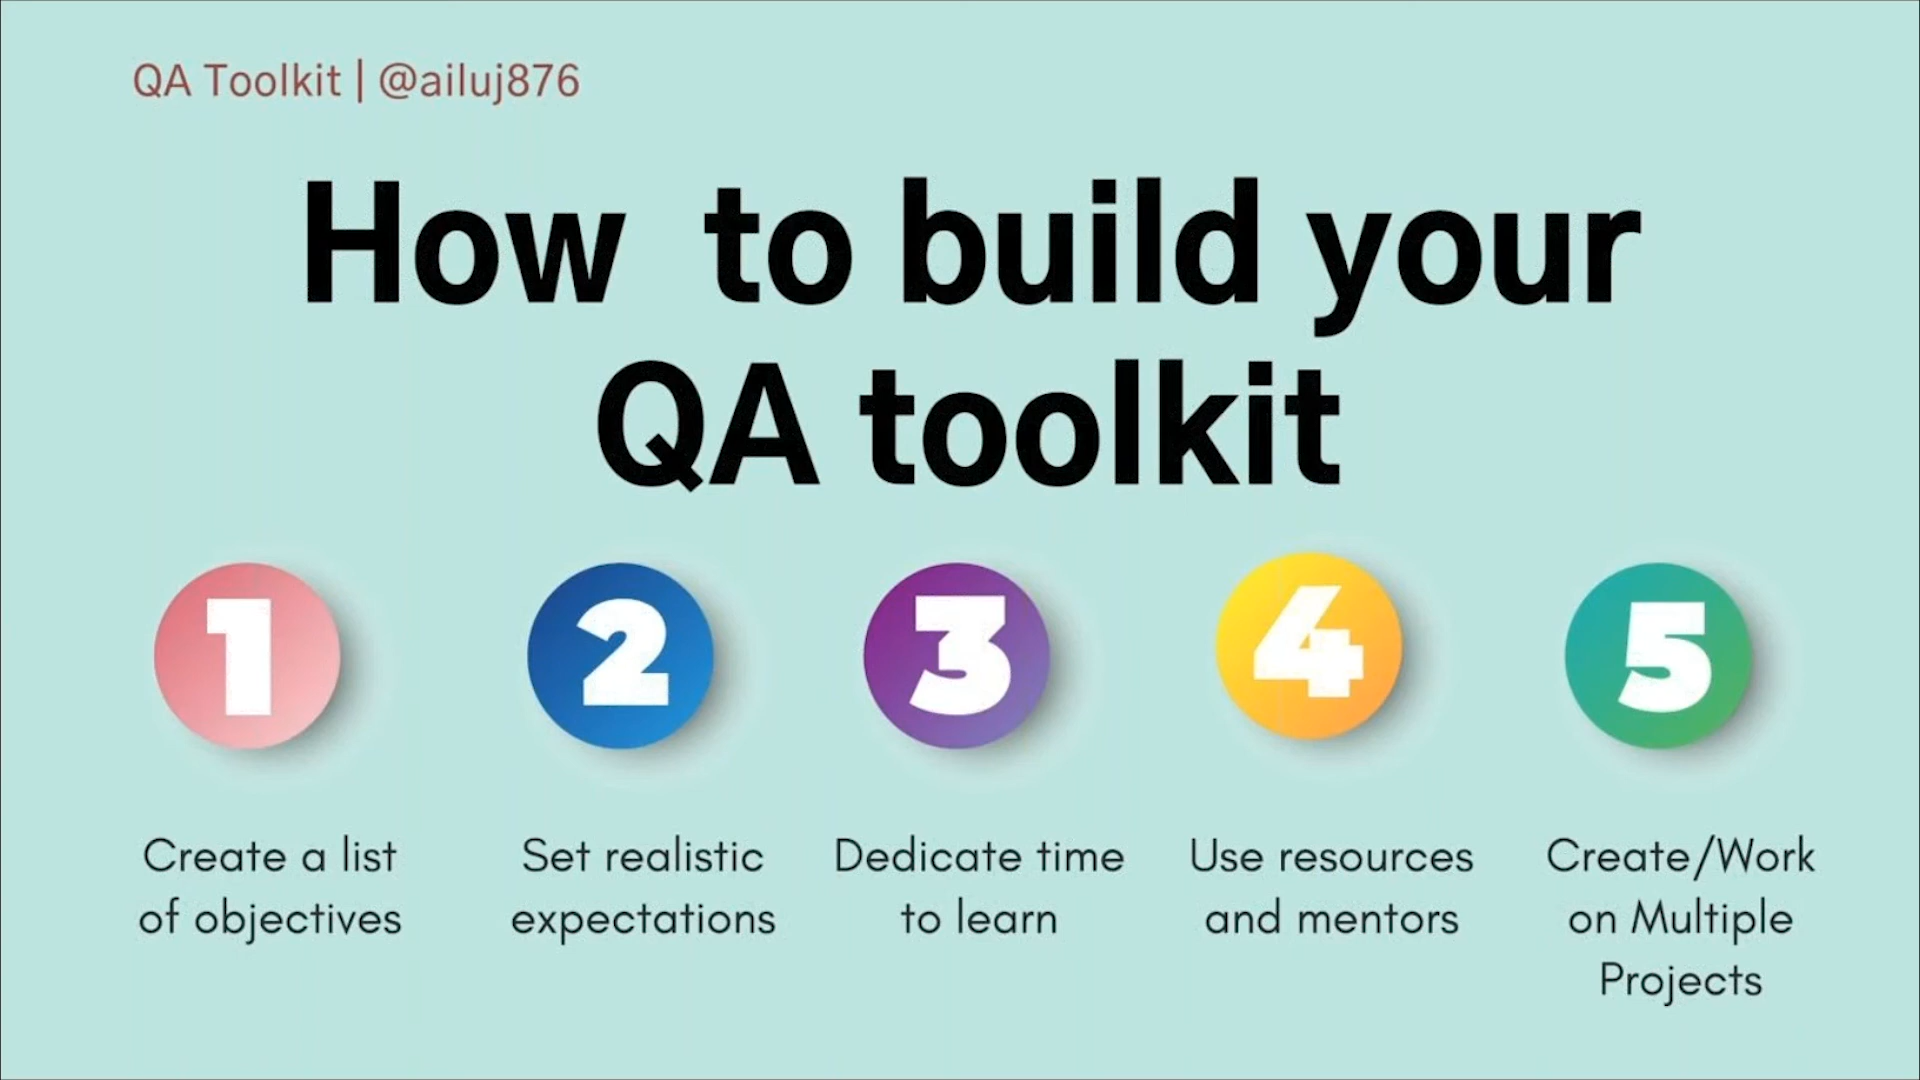 QA Toolkit | @ailuj876
How to build your
QA toolkit
1
2
3
4
5
Create a list
of objectives
Set realistic
expectations
Dedicate time
to learn
Use resources
and mentors
Create/Work
on Multiple
Projects